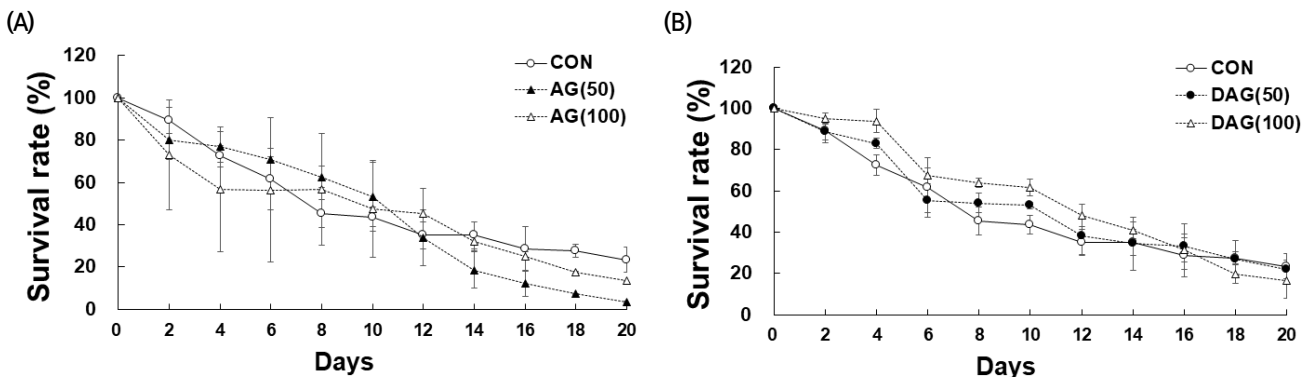 (A)
120
100
80
60
40
20
0
Survival rate (%)
CON
AG(50)
AG(100)
0 2 4 6 8 10 12 14 16 18 20
Days
(B)
120
100
80
60
40
20
0
Survival rate (%)
CON
DAG(50)
DAG(100)
0 2 4 6 8 10 12 14 16 18 20
Days